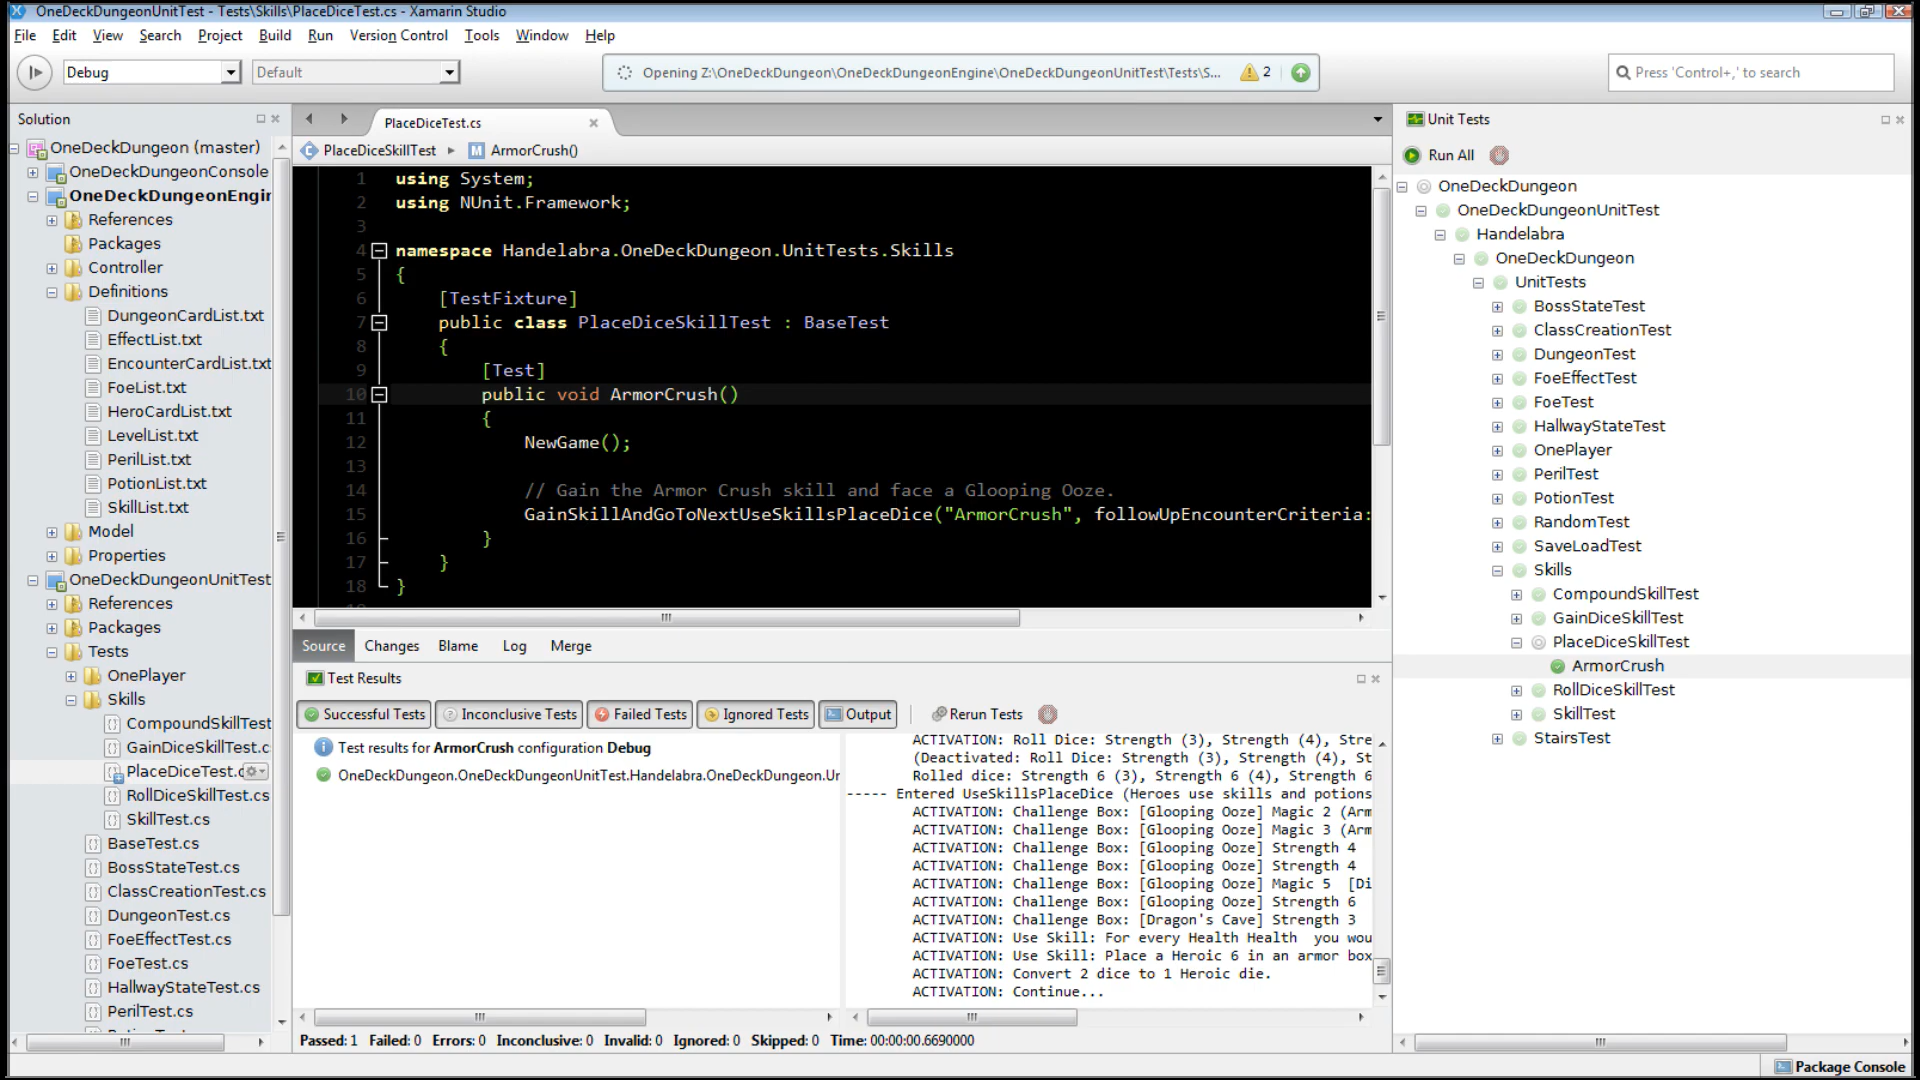 OneDeckDungeonUnitTest - Tests\Skills\PlaceDiceTest.cs - Xamarin Studio
File Edit View Search Project Build Run Version Control Tools Window Help
Debug Default Opening Z:\OneDeckDungeon\OneDeckDungeonEngine\OneDeckDungeonUnitTest\Tests\S... 2 Press 'Control+,' to search
Solution
OneDeckDungeon (master)
OneDeckDungeonConsole
OneDeckDungeonEngir
References
Packages
Controller
Definitions
DungeonCardList.txt
EffectList.txt
EncounterCardList.txt
FoeList.txt
HeroCardList.txt
LevelList.txt
PerilList.txt
PotionList.txt
SkillList.txt
Model
Properties
OneDeckDungeonUnitTest
References
Packages
Tests
OnePlayer
Skills
CompoundSkillTest
GainDiceSkillTest.c
PlaceDiceTest.c
RollDiceSkillTest.cs
SkillTest.cs
BaseTest.cs
BossStateTest.cs
ClassCreationTest.cs
DungeonTest.cs
FoeEffectTest.cs
FoeTest.cs
HallwayStateTest.cs
PerilTest.cs
PlaceDiceTest.cs
PlaceDiceSkillTest ArmorCrush()
1 using System;
2 using NUnit.Framework;
3
4 namespace Handelabra.OneDeckDungeon.UnitTests.Skills
5 {
6 [TestFixture]
7 public class PlaceDiceSkillTest : BaseTest
8 {
9 [Test]
10 public void ArmorCrush()
11 {
12 NewGame();
13
14 // Gain the Armor Crush skill and face a Glooping Ooze.
15 GainSkillAndGoToNextUseSkillsPlaceDice("ArmorCrush", followUpEncounterCriteria:
16 }
17 }
18 }
Source Changes Blame Log Merge
Test Results
Successful Tests Inconclusive Tests Failed Tests Ignored Tests Output Rerun Tests
Test results for ArmorCrush configuration Debug
OneDeckDungeon.OneDeckDungeonUnitTest.Handelabra.OneDeckDungeon.Ur
ACTIVATION: Roll Dice: Strength (3), Strength (4), Stre
(Deactivated: Roll Dice: Strength (3), Strength (4), St
Rolled dice: Strength 6 (3), Strength 6 (4), Strength 6
----- Entered UseSkillsPlaceDice (Heroes use skills and potions
ACTIVATION: Challenge Box: [Glooping Ooze] Magic 2 (Arm
ACTIVATION: Challenge Box: [Glooping Ooze] Magic 3 (Arm
ACTIVATION: Challenge Box: [Glooping Ooze] Strength 4
ACTIVATION: Challenge Box: [Glooping Ooze] Strength 4
ACTIVATION: Challenge Box: [Glooping Ooze] Magic 5 [Di
ACTIVATION: Challenge Box: [Glooping Ooze] Strength 6
ACTIVATION: Challenge Box: [Dragon's Cave] Strength 3
ACTIVATION: Use Skill: For every Health Health you wou
ACTIVATION: Use Skill: Place a Heroic 6 in an armor box
ACTIVATION: Convert 2 dice to 1 Heroic die.
ACTIVATION: Continue...
Passed: 1 Failed: 0 Errors: 0 Inconclusive: 0 Invalid: 0 Ignored: 0 Skipped: 0 Time: 00:00:00.6690000
Unit Tests
Run All
OneDeckDungeon
OneDeckDungeonUnitTest
Handelabra
OneDeckDungeon
UnitTests
BossStateTest
ClassCreationTest
DungeonTest
FoeEffectTest
FoeTest
HallwayStateTest
OnePlayer
PerilTest
PotionTest
RandomTest
SaveLoadTest
Skills
CompoundSkillTest
GainDiceSkillTest
PlaceDiceSkillTest
ArmorCrush
RollDiceSkillTest
SkillTest
StairsTest
Package Console